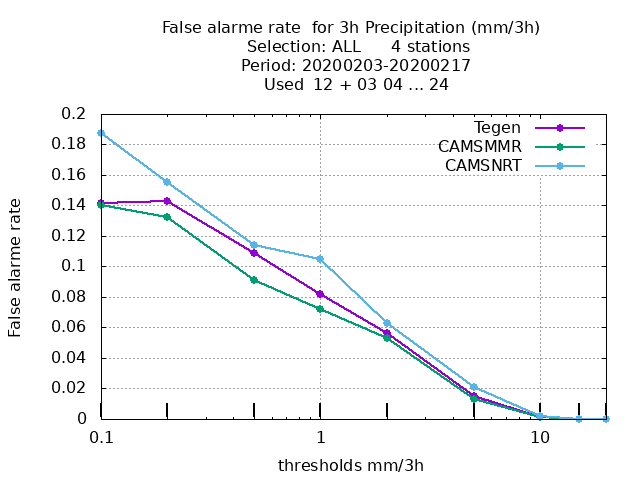 False alarme rate  for 3h Precipitation (mm/3h)
Selection: ALL      4 stations
Period: 20200203-20200217
Used  12 + 03 04 ... 24
Tegen
CAMSMMR
CAMSNRT
0.2
0.18
0.16
0.14
0.12
0.1
0.08
0.06
0.04
0.02
0
False alarme rate
0.1 1 10
thresholds mm/3h